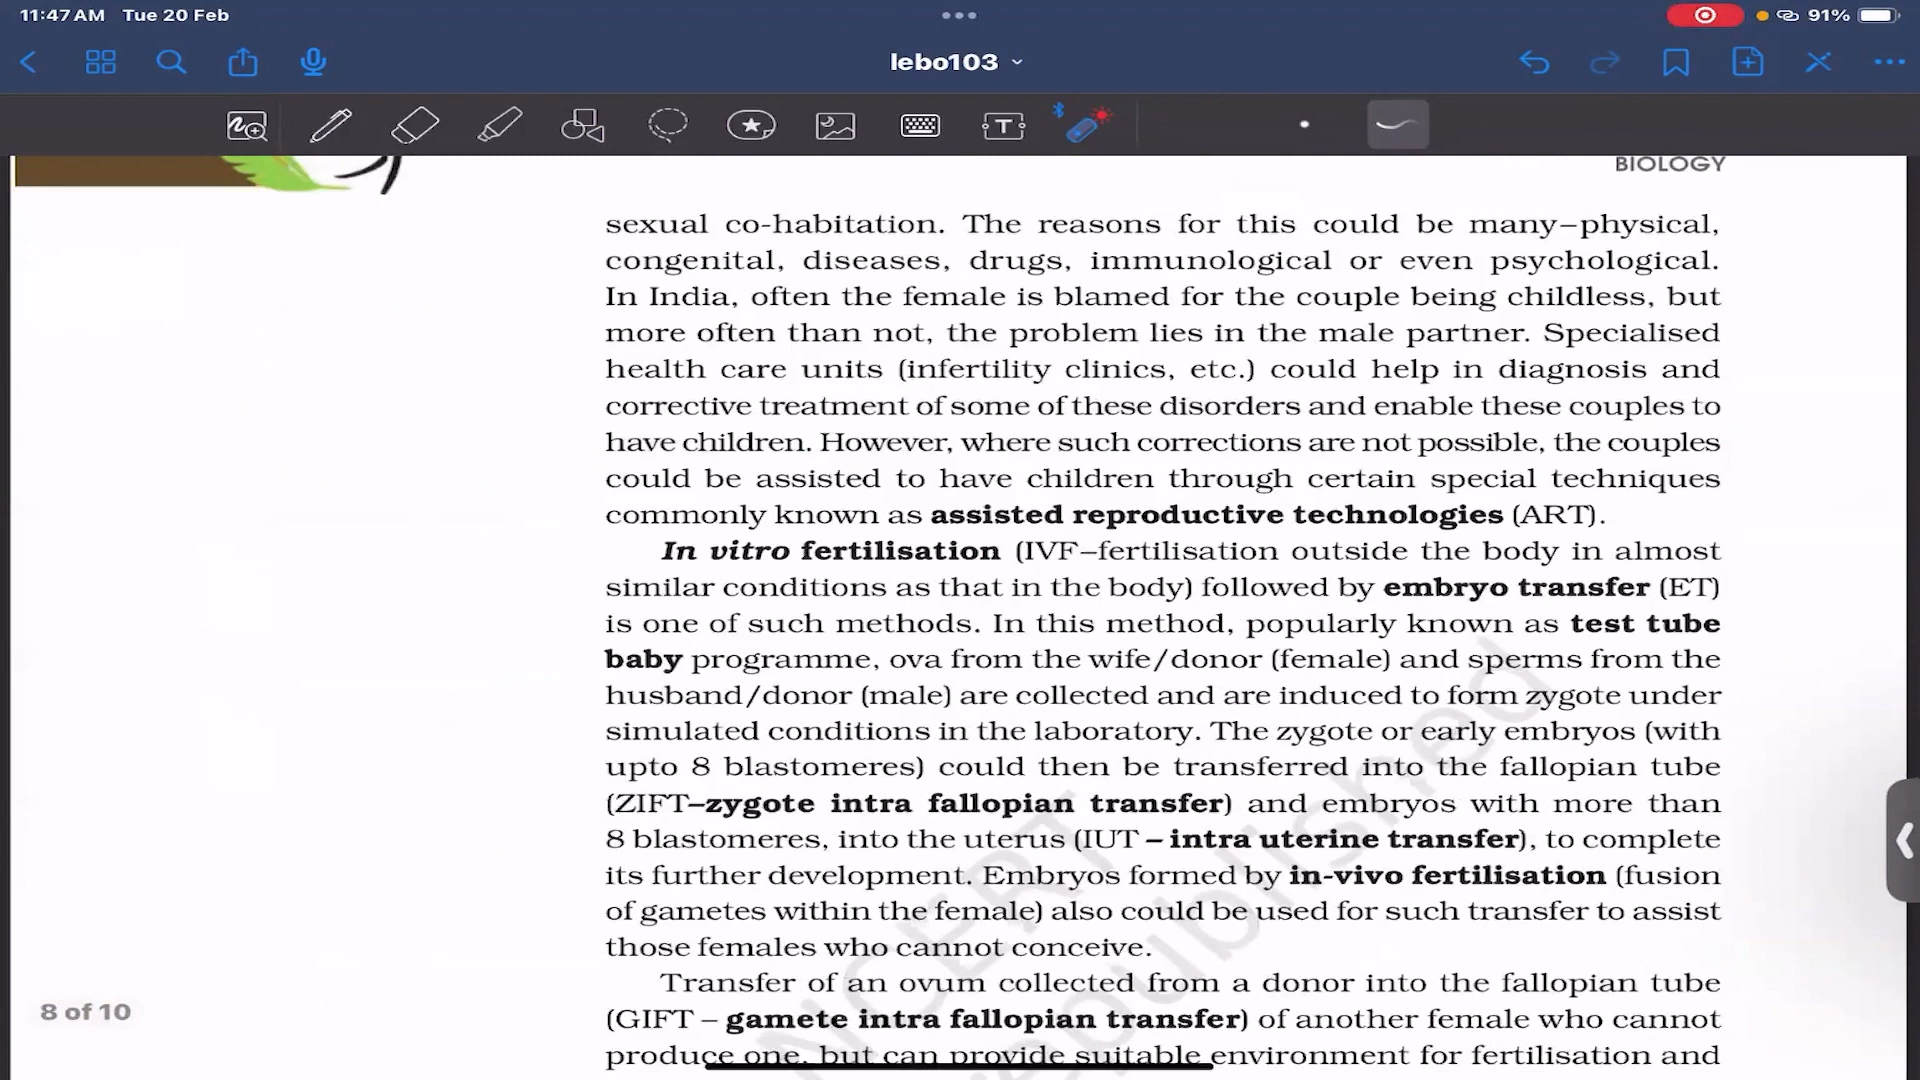 11:47 AM Tue 20 Feb
91%
lebo103
T
BIOLOGY
sexual co-habitation. The reasons for this could be many–physical,
congenital, diseases, drugs, immunological or even psychological.
In India, often the female is blamed for the couple being childless, but
more often than not, the problem lies in the male partner. Specialised
health care units (infertility clinics, etc.) could help in diagnosis and
corrective treatment of some of these disorders and enable these couples to
have children. However, where such corrections are not possible, the couples
could be assisted to have children through certain special techniques
commonly known as assisted reproductive technologies (ART).
In vitro fertilisation (IVF–fertilisation outside the body in almost
similar conditions as that in the body) followed by embryo transfer (ET)
is one of such methods. In this method, popularly known as test tube
baby programme, ova from the wife/donor (female) and sperms from the
husband/donor (male) are collected and are induced to form zygote under
simulated conditions in the laboratory. The zygote or early embryos (with
upto 8 blastomeres) could then be transferred into the fallopian tube
(ZIFT–zygote intra fallopian transfer) and embryos with more than
8 blastomeres, into the uterus (IUT – intra uterine transfer), to complete
its further development. Embryos formed by in-vivo fertilisation (fusion
of gametes within the female) also could be used for such transfer to assist
those females who cannot conceive.
Transfer of an ovum collected from a donor into the fallopian tube
(GIFT – gamete intra fallopian transfer) of another female who cannot
produce one, but can provide suitable environment for fertilisation and
8 of 10
NCERT
republished